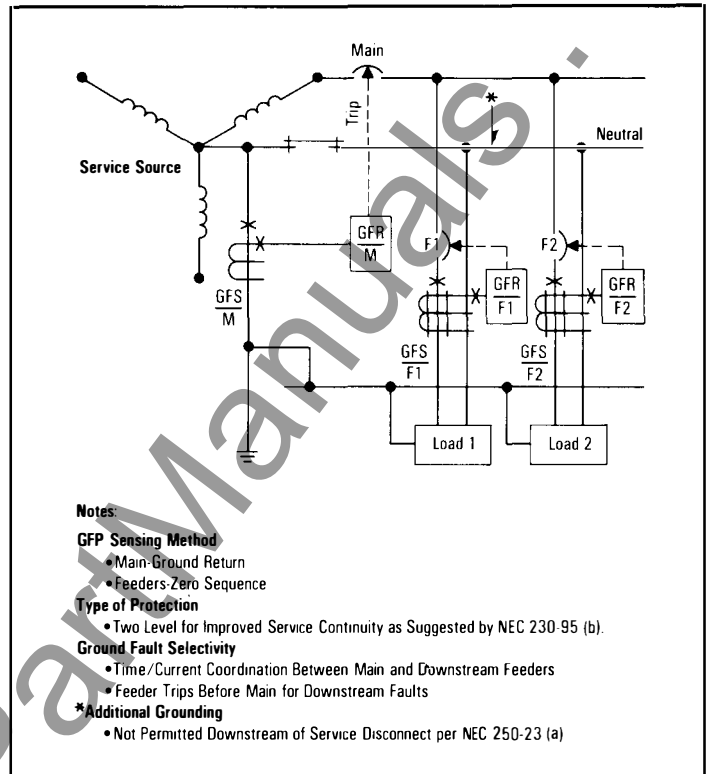 Main
*
Trip
Neutral
Service Source
GFR
M
F1
F2
GFR
F1
GFR
F2
GFS
M
GFS
F1
GFS
F2
Load 1
Load 2
Notes:
GFP Sensing Method
•Main-Ground Return
•Feeders-Zero Sequence
Type of Protection
•Two Level for Improved Service Continuity as Suggested by NEC 230-95 (b).
Ground Fault Selectivity
•Time/Current Coordination Between Main and Downstream Feeders
•Feeder Trips Before Main for Downstream Faults
*Additional Grounding
•Not Permitted Downstream of Service Disconnect per NEC 250-23 (a)
PartManuals.